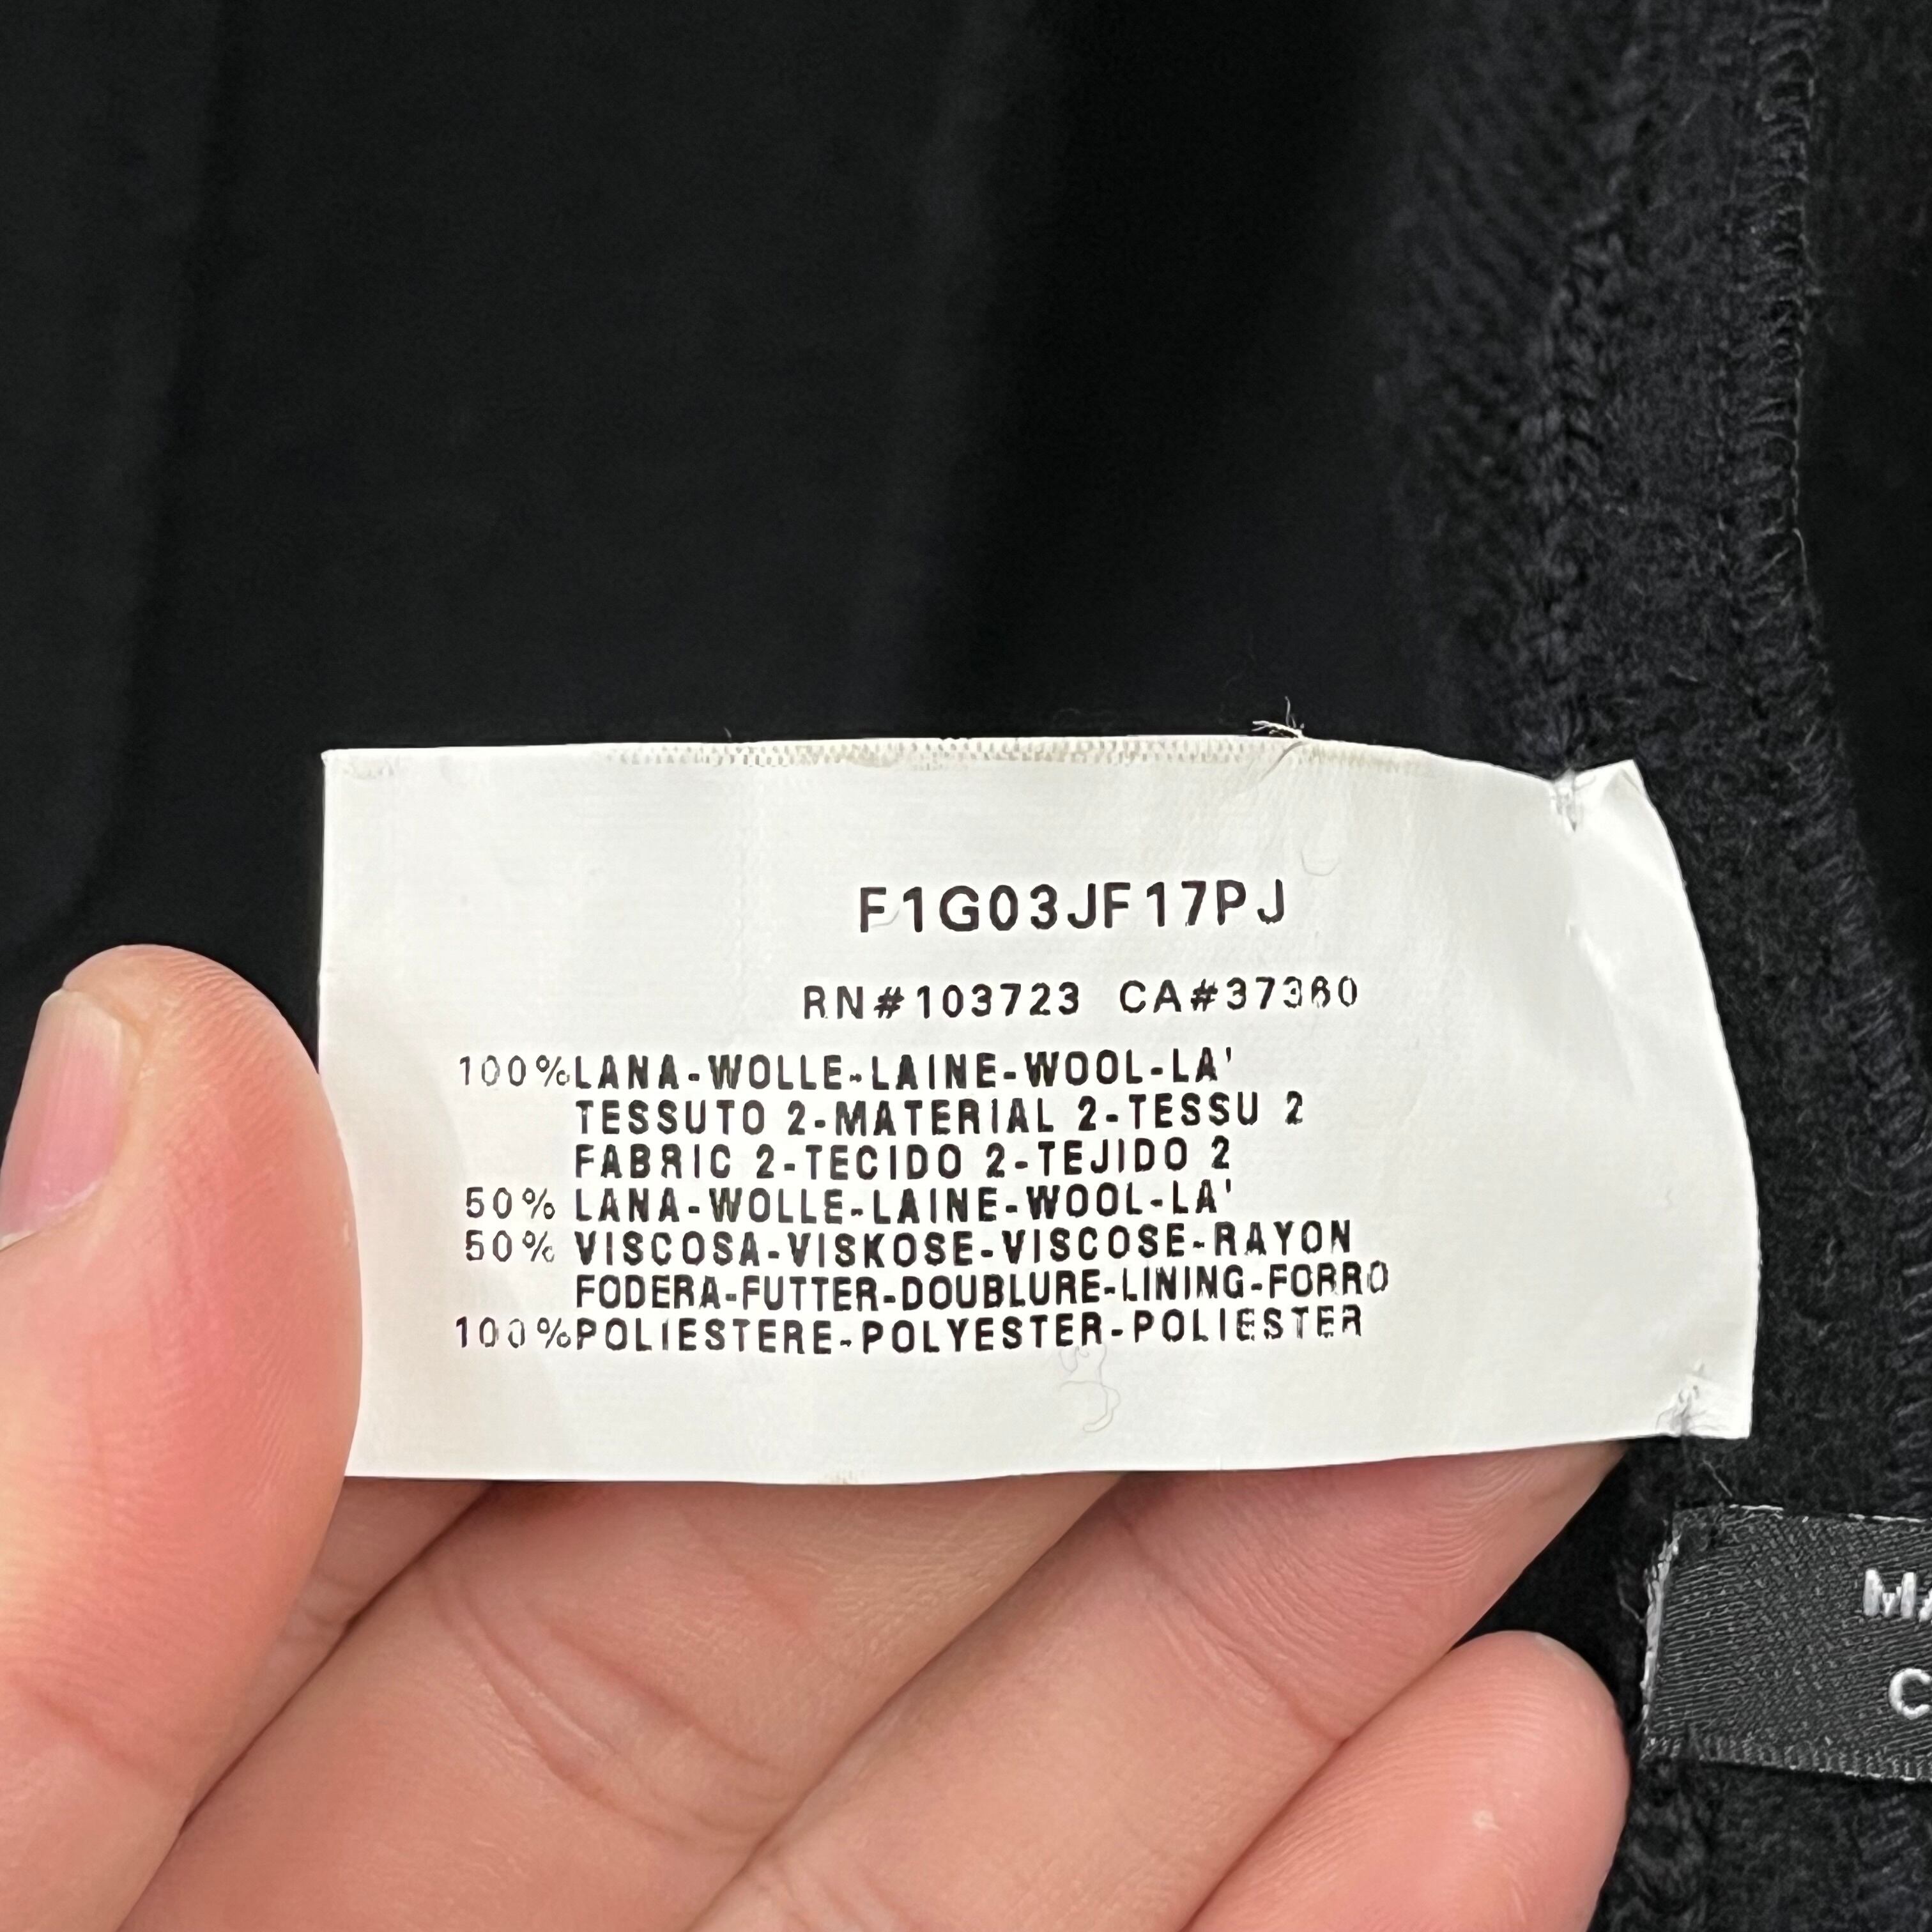 F1G03JF17PJ
RN#103723 CA#37360
100%LANA-WOLLE-LAINE-WOOL-LA'
TESSUTO 2-MATERIAL 2-TESSU 2
FABRIC 2-TECIDO 2-TEJIDO 2
50% LANA-WOLLE-LAINE-WOOL-LA'
50% VISCOSA-VISKOSE-VISCOSE-RAYON
FODERA-FUTTER-DOUBLURE-LINING-FORRO
100%POLIESTERE-POLYESTER-POLIESTER